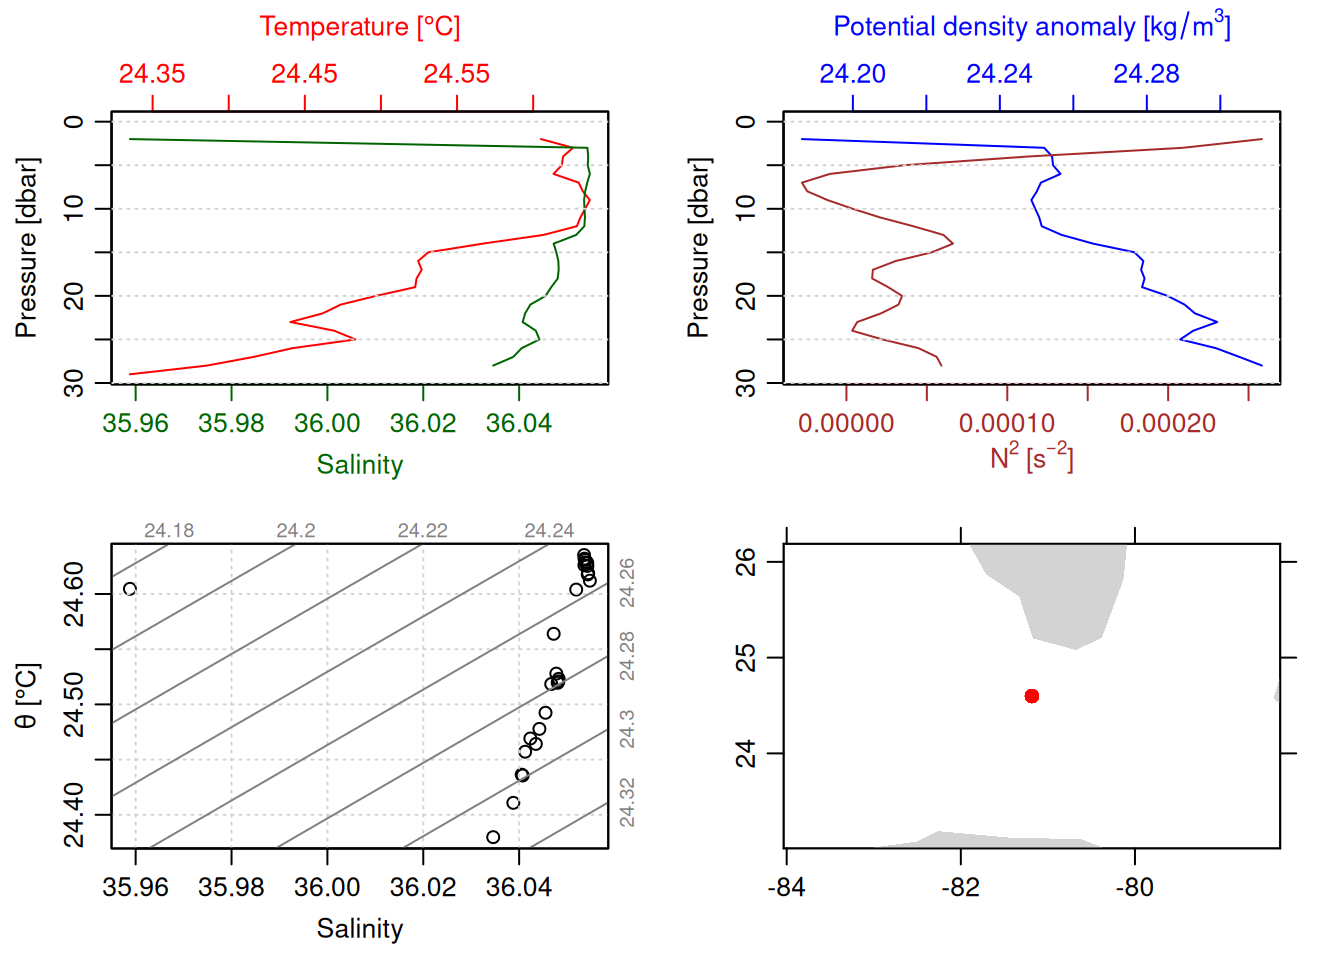 Temperature [°C]
24.35 24.45 24.55
Pressure [dbar]
0 10 20 30
35.96 35.98 36.00 36.02 36.04
Salinity
Potential density anomaly [kg/m³]
24.20 24.24 24.28
Pressure [dbar]
0 10 20 30
0.00000 0.00010 0.00020
N² [s⁻²]
24.18 24.2 24.22 24.24
24.26 24.28 24.3 24.32
θ [°C]
24.40 24.50 24.60
35.96 35.98 36.00 36.02 36.04
Salinity
26
25
24
-84 -82 -80